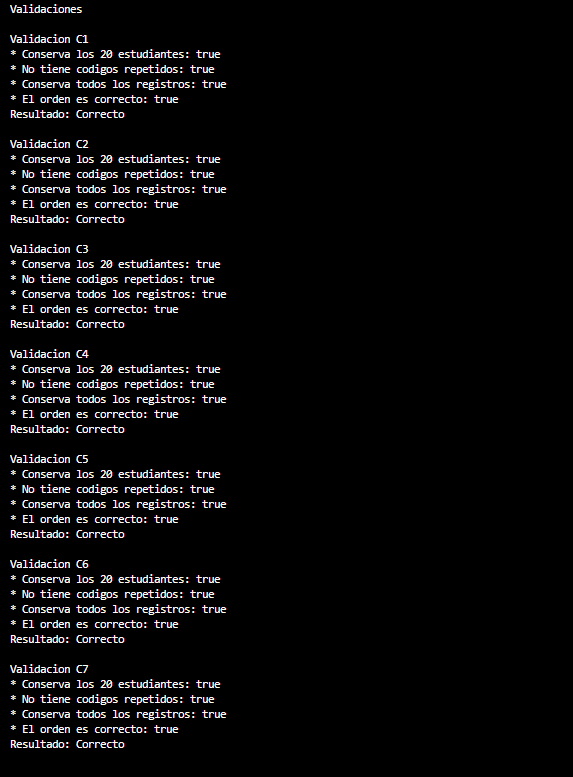 Validaciones
Validacion C1
* Conserva los 20 estudiantes: true
* No tiene codigos repetidos: true
* Conserva todos los registros: true
* El orden es correcto: true
Resultado: Correcto
Validacion C2
* Conserva los 20 estudiantes: true
* No tiene codigos repetidos: true
* Conserva todos los registros: true
* El orden es correcto: true
Resultado: Correcto
Validacion C3
* Conserva los 20 estudiantes: true
* No tiene codigos repetidos: true
* Conserva todos los registros: true
* El orden es correcto: true
Resultado: Correcto
Validacion C4
* Conserva los 20 estudiantes: true
* No tiene codigos repetidos: true
* Conserva todos los registros: true
* El orden es correcto: true
Resultado: Correcto
Validacion C5
* Conserva los 20 estudiantes: true
* No tiene codigos repetidos: true
* Conserva todos los registros: true
* El orden es correcto: true
Resultado: Correcto
Validacion C6
* Conserva los 20 estudiantes: true
* No tiene codigos repetidos: true
* Conserva todos los registros: true
* El orden es correcto: true
Resultado: Correcto
Validacion C7
* Conserva los 20 estudiantes: true
* No tiene codigos repetidos: true
* Conserva todos los registros: true
* El orden es correcto: true
Resultado: Correcto